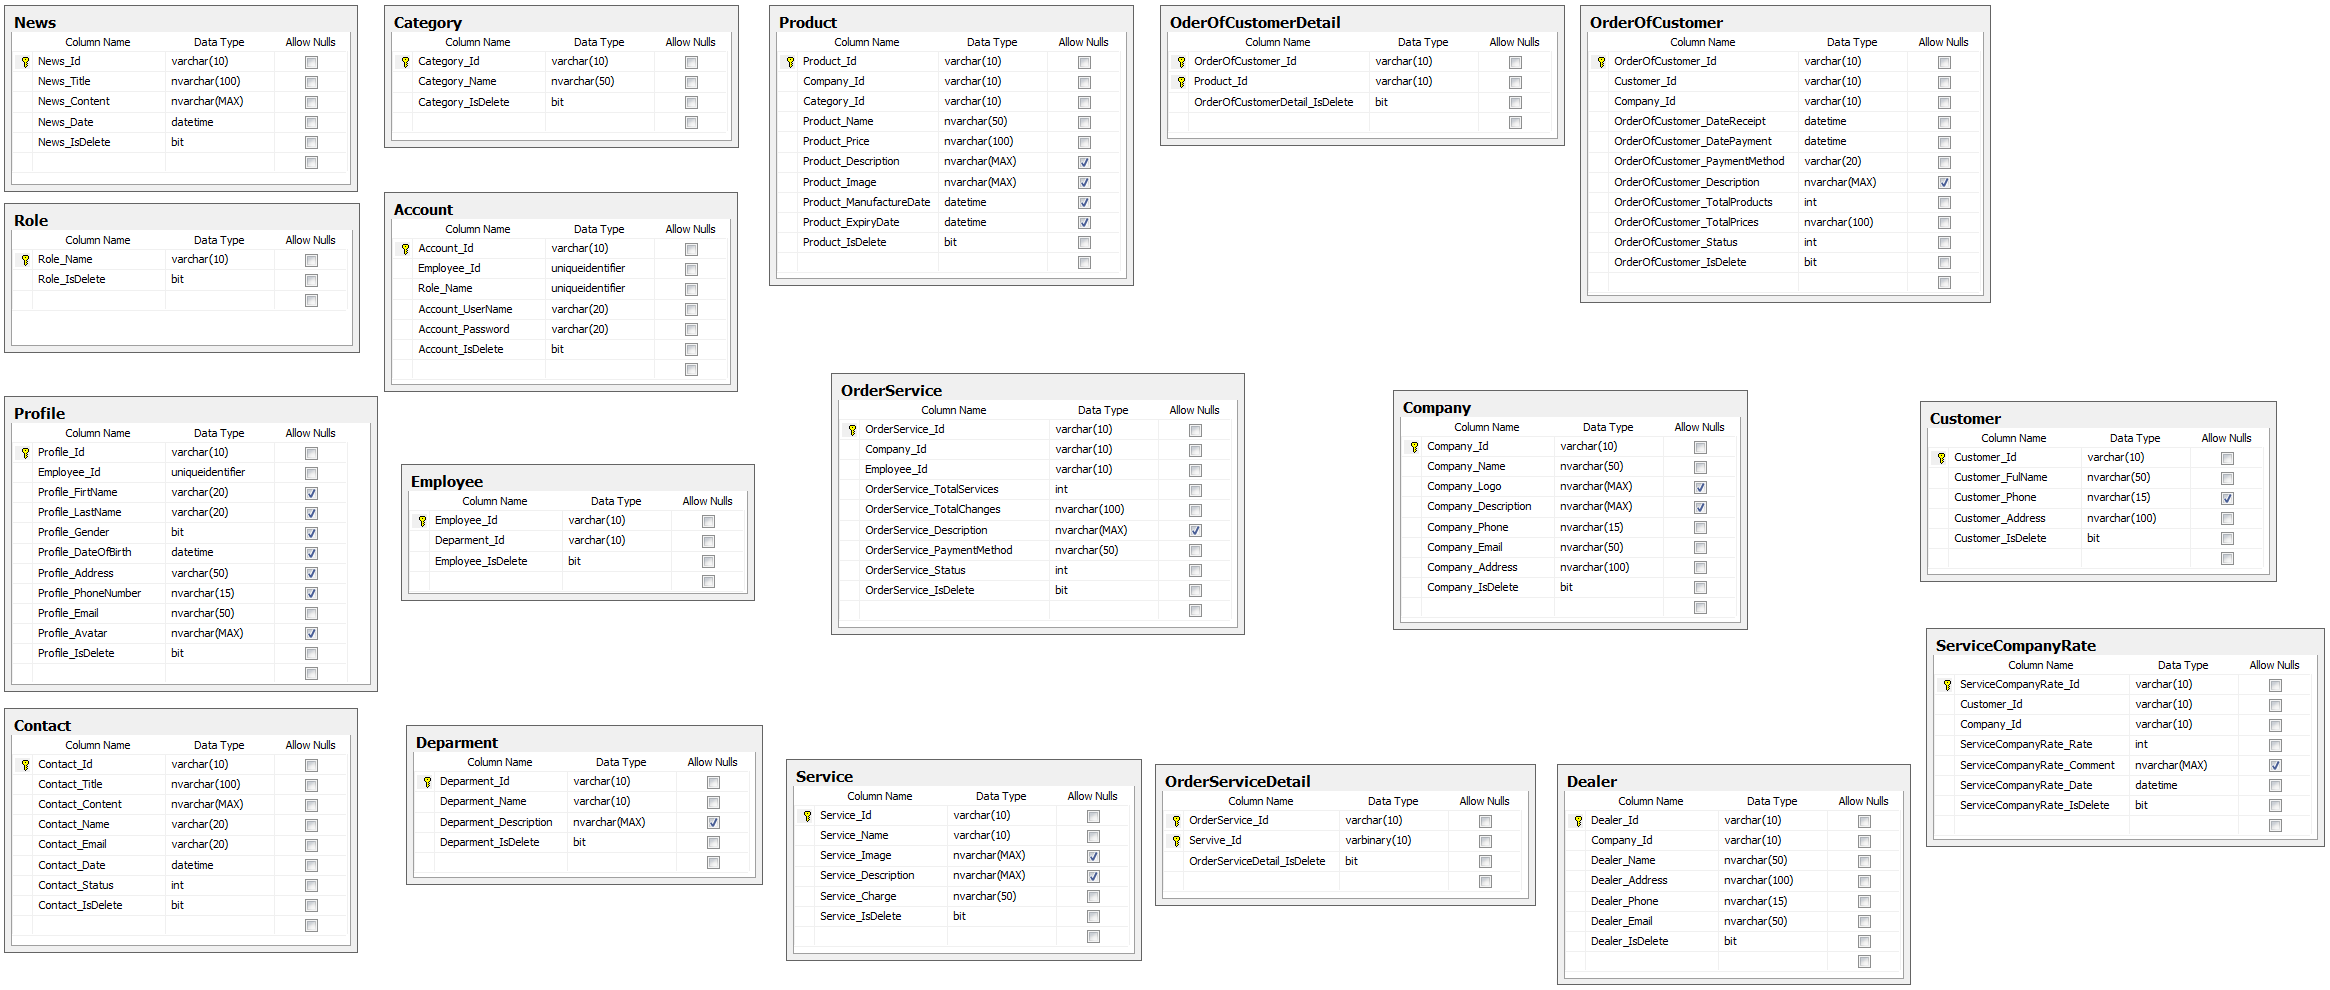 News
Column Name Data Type Allow Nulls
News_Id varchar(10)
News_Title nvarchar(100)
News_Content nvarchar(MAX)
News_Date datetime
News_IsDelete bit
Category
Column Name Data Type Allow Nulls
Category_Id varchar(10)
Category_Name nvarchar(50)
Category_IsDelete bit
Product
Column Name Data Type Allow Nulls
Product_Id varchar(10)
Company_Id varchar(10)
Category_Id varchar(10)
Product_Name nvarchar(50)
Product_Price nvarchar(100)
Product_Description nvarchar(MAX)
Product_Image nvarchar(MAX)
Product_ManufactureDate datetime
Product_ExpiryDate datetime
Product_IsDelete bit
OderOfCustomerDetail
Column Name Data Type Allow Nulls
OrderOfCustomer_Id varchar(10)
Product_Id varchar(10)
OrderOfCustomerDetail_IsDelete bit
OrderOfCustomer
Column Name Data Type Allow Nulls
OrderOfCustomer_Id varchar(10)
Customer_Id varchar(10)
Company_Id varchar(10)
OrderOfCustomer_DateReceipt datetime
OrderOfCustomer_DatePayment datetime
OrderOfCustomer_PaymentMethod varchar(20)
OrderOfCustomer_Description nvarchar(MAX)
OrderOfCustomer_TotalProducts int
OrderOfCustomer_TotalPrices nvarchar(100)
OrderOfCustomer_Status int
OrderOfCustomer_IsDelete bit
Role
Column Name Data Type Allow Nulls
Role_Name varchar(10)
Role_IsDelete bit
Account
Column Name Data Type Allow Nulls
Account_Id varchar(10)
Employee_Id uniqueidentifier
Role_Name uniqueidentifier
Account_UserName varchar(20)
Account_Password varchar(20)
Account_IsDelete bit
Profile
Column Name Data Type Allow Nulls
Profile_Id varchar(10)
Employee_Id uniqueidentifier
Profile_FirtName varchar(20)
Profile_LastName varchar(20)
Profile_Gender bit
Profile_DateOfBirth datetime
Profile_Address varchar(50)
Profile_PhoneNumber nvarchar(15)
Profile_Email nvarchar(50)
Profile_Avatar nvarchar(MAX)
Profile_IsDelete bit
Employee
Column Name Data Type Allow Nulls
Employee_Id varchar(10)
Deparment_Id varchar(10)
Employee_IsDelete bit
OrderService
Column Name Data Type Allow Nulls
OrderService_Id varchar(10)
Company_Id varchar(10)
Employee_Id varchar(10)
OrderService_TotalServices int
OrderService_TotalChanges nvarchar(100)
OrderService_Description nvarchar(MAX)
OrderService_PaymentMethod nvarchar(50)
OrderService_Status int
OrderService_IsDelete bit
Company
Column Name Data Type Allow Nulls
Company_Id varchar(10)
Company_Name nvarchar(50)
Company_Logo nvarchar(MAX)
Company_Description nvarchar(MAX)
Company_Phone nvarchar(15)
Company_Email nvarchar(50)
Company_Address nvarchar(100)
Company_IsDelete bit
Customer
Column Name Data Type Allow Nulls
Customer_Id varchar(10)
Customer_FulName nvarchar(50)
Customer_Phone nvarchar(15)
Customer_Address nvarchar(100)
Customer_IsDelete bit
ServiceCompanyRate
Column Name Data Type Allow Nulls
ServiceCompanyRate_Id varchar(10)
Customer_Id varchar(10)
Company_Id varchar(10)
ServiceCompanyRate_Rate int
ServiceCompanyRate_Comment nvarchar(MAX)
ServiceCompanyRate_Date datetime
ServiceCompanyRate_IsDelete bit
Contact
Column Name Data Type Allow Nulls
Contact_Id varchar(10)
Contact_Title nvarchar(100)
Contact_Content nvarchar(MAX)
Contact_Name varchar(20)
Contact_Email varchar(20)
Contact_Date datetime
Contact_Status int
Contact_IsDelete bit
Deparment
Column Name Data Type Allow Nulls
Deparment_Id varchar(10)
Deparment_Name varchar(10)
Deparment_Description nvarchar(MAX)
Deparment_IsDelete bit
Service
Column Name Data Type Allow Nulls
Service_Id varchar(10)
Service_Name varchar(10)
Service_Image nvarchar(MAX)
Service_Description nvarchar(MAX)
Service_Charge nvarchar(50)
Service_IsDelete bit
OrderServiceDetail
Column Name Data Type Allow Nulls
OrderService_Id varchar(10)
Servive_Id varbinary(10)
OrderServiceDetail_IsDelete bit
Dealer
Column Name Data Type Allow Nulls
Dealer_Id varchar(10)
Company_Id varchar(10)
Dealer_Name nvarchar(50)
Dealer_Address nvarchar(100)
Dealer_Phone nvarchar(15)
Dealer_Email nvarchar(50)
Dealer_IsDelete bit